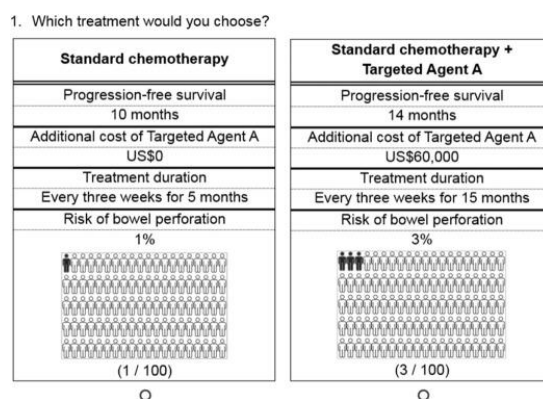 1. Which treatment would you choose?
Standard chemotherapy
Progression-free survival
10 months
Additional cost of Targeted Agent A
US$0
Treatment duration
Every three weeks for 5 months
Risk of bowel perforation
1%
(1 / 100)
Standard chemotherapy +
Targeted Agent A
Progression-free survival
14 months
Additional cost of Targeted Agent A
US$60,000
Treatment duration
Every three weeks for 15 months
Risk of bowel perforation
3%
(3 / 100)